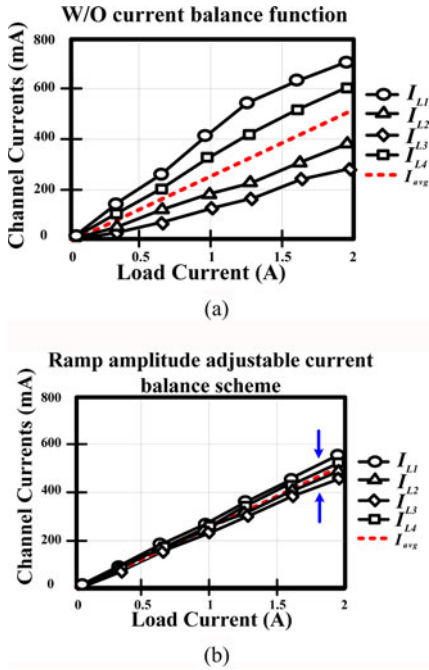 W/O current balance function
Channel Currents (mA)
800
600
400
200
0
0 0.5 1 1.5 2
Load Current (A)
I_L1
I_L2
I_L3
I_L4
I_avg
(a)
Ramp amplitude adjustable current
balance scheme
Channel Currents (mA)
800
600
400
200
0
0 0.5 1 1.5 2
Load Current (A)
I_L1
I_L2
I_L3
I_L4
I_avg
(b)